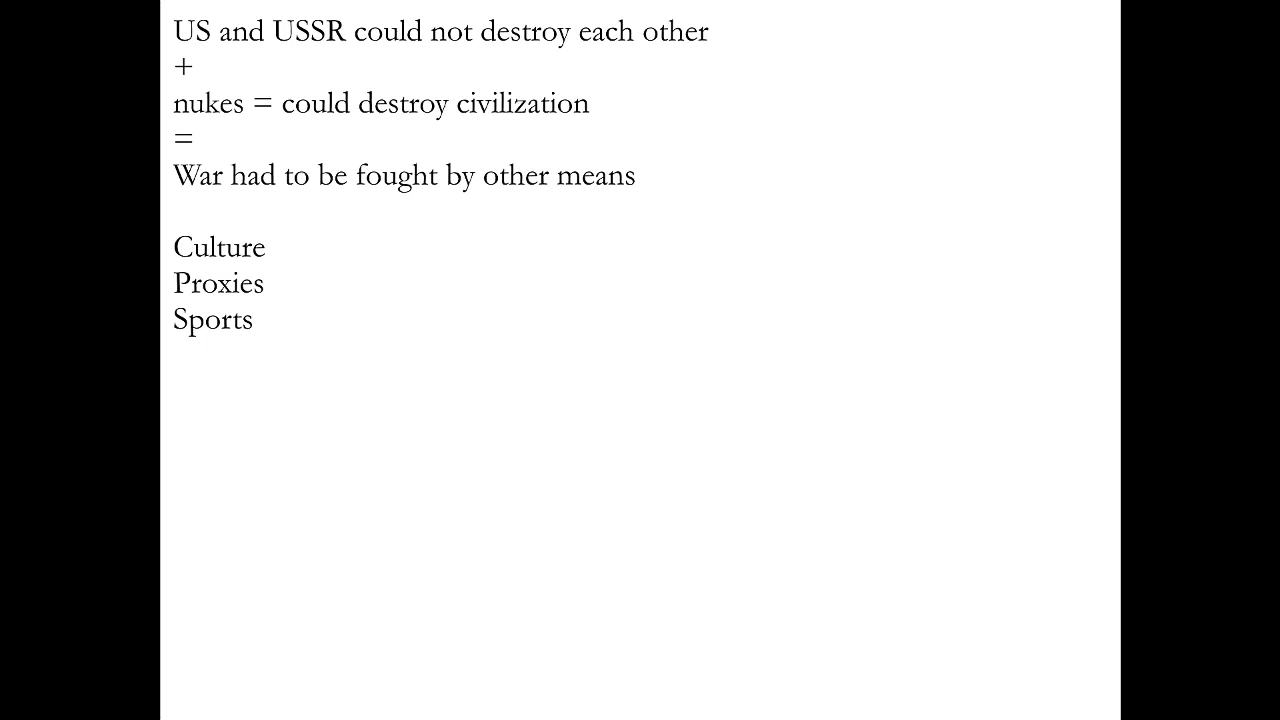 US and USSR could not destroy each other
+
nukes = could destroy civilization
=
War had to be fought by other means
Culture
Proxies
Sports